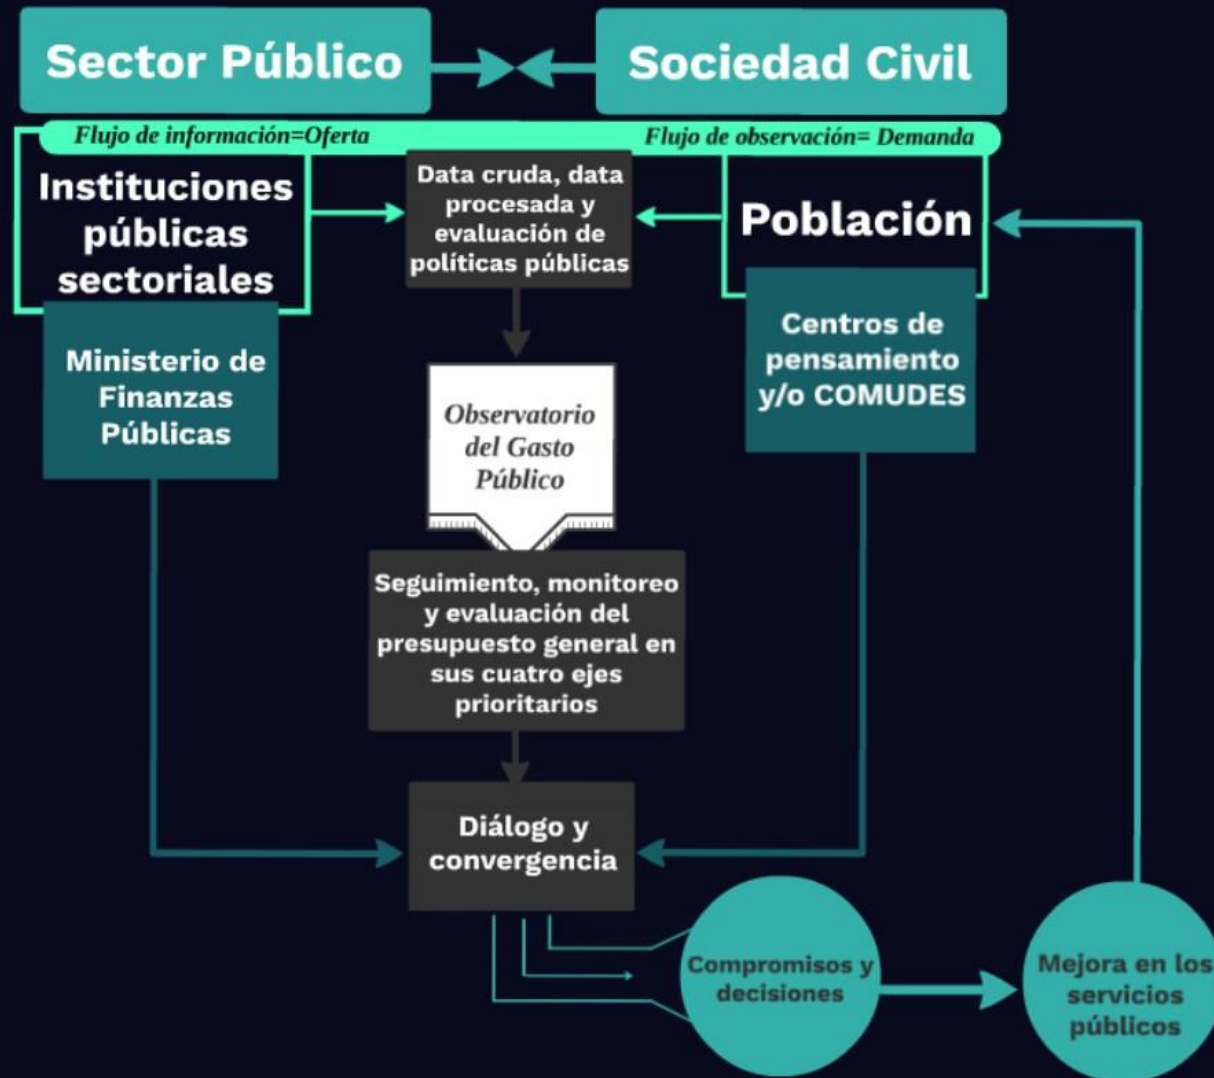 Sector Público
Sociedad Civil
Flujo de información=Oferta
Flujo de observación= Demanda
Instituciones
públicas
sectoriales
Data cruda, data
procesada y
evaluación de
políticas públicas
Población
Ministerio de
Finanzas
Públicas
Centros de
pensamiento
y/o COMUDES
Observatorio
del Gasto
Público
Seguimiento, monitoreo
y evaluación del
presupuesto general en
sus cuatro ejes
prioritarios
Diálogo y
convergencia
Compromisos y
decisiones
Mejora en los
servicios
públicos